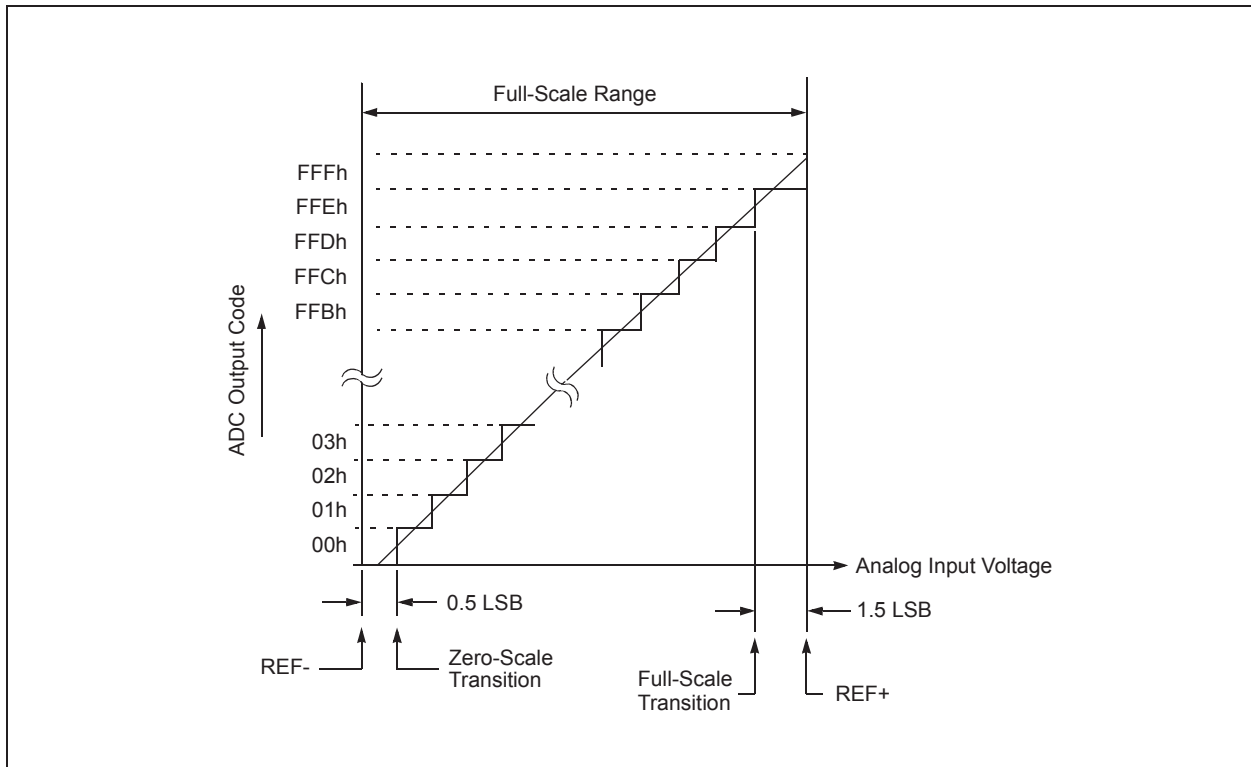 Full-Scale Range
FFFh
FFEh
FFDh
FFCh
FFBh
ADC Output Code
03h
02h
01h
00h
Analog Input Voltage
0.5 LSB
1.5 LSB
REF-
Zero-Scale
Transition
Full-Scale
Transition
REF+